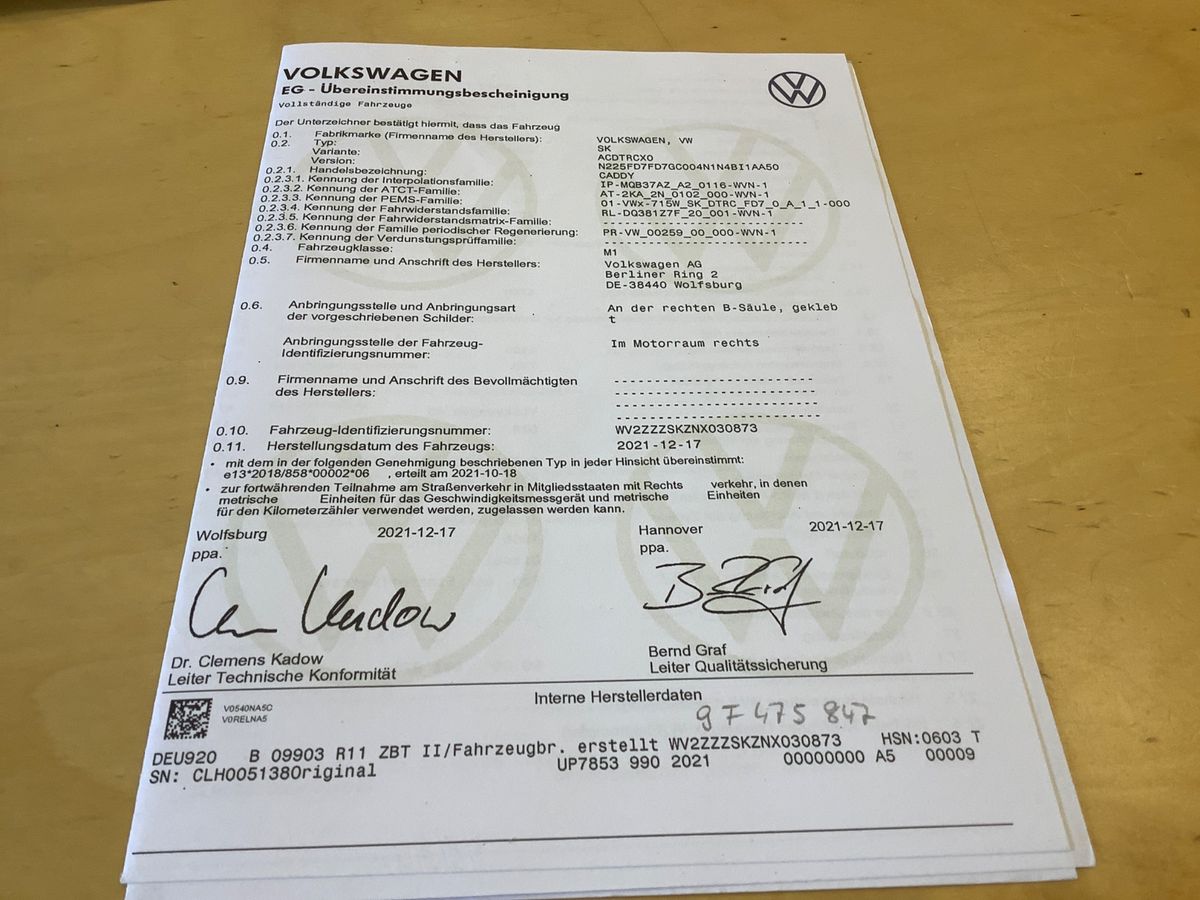 VOLKSWAGEN
EG - Übereinstimmungsbescheinigung
Vollständige Fahrzeuge
Der Unterzeichner bestätigt hiermit, dass das Fahrzeug
0.1. Fabrikmarke (Firmenname des Herstellers): VOLKSWAGEN, VW
0.2. Typ: SK
Variante: ACDTRCX0
Version: N225FD7FD7GC004N1N4BI1AA50
0.2.1. Handelsbezeichnung: CADDY
0.2.3.1. Kennung der Interpolationsfamilie: IP-MQB37AZ_A2_0116-WVN-1
0.2.3.2. Kennung der ATCT-Familie: AT-2KA_2N_0102_000-WVN-1
0.2.3.3. Kennung der PEMS-Familie: 01-VWx-715W_SK_DTRC_FD7_0_A_1_1-000
0.2.3.4. Kennung der Fahrwiderstandsfamilie: RL-DQ381Z7F_20_001-WVN-1
0.2.3.5. Kennung der Fahrwiderstandsmatrix-Familie: ------------------------
0.2.3.6. Kennung der Familie periodischer Regenerierung: PR-VW_00259_00_000-WVN-1
0.2.3.7. Kennung der Verdunstungsprüffamilie: ------------------------
0.4. Fahrzeugklasse: M1
0.5. Firmenname und Anschrift des Herstellers: Volkswagen AG
Berliner Ring 2
DE-38440 Wolfsburg
0.6. Anbringungsstelle und Anbringungsart An der rechten B-Säule, gekleb
der vorgeschriebenen Schilder: t
Anbringungsstelle der Fahrzeug- Im Motorraum rechts
Identifizierungsnummer:
0.9. Firmenname und Anschrift des Bevollmächtigten ------------------------
des Herstellers: ------------------------
------------------------
------------------------
0.10. Fahrzeug-Identifizierungsnummer: WV2ZZZSKZNX030873
0.11. Herstellungsdatum des Fahrzeugs: 2021-12-17
• mit dem in der folgenden Genehmigung beschriebenen Typ in jeder Hinsicht übereinstimmt:
e13*2018/858*00002*06 , erteilt am 2021-10-18
• zur fortwährenden Teilnahme am Straßenverkehr in Mitgliedsstaaten mit Rechts verkehr, in denen
metrische Einheiten für das Geschwindigkeitsmessgerät und metrische Einheiten
für den Kilometerzähler verwendet werden, zugelassen werden kann.
Wolfsburg 2021-12-17 Hannover 2021-12-17
ppa. ppa.
Dr. Clemens Kadow Bernd Graf
Leiter Technische Konformität Leiter Qualitätssicherung
Interne Herstellerdaten
V0540NA5C
V0RELNA5
97 475 847
DEU920 B 09903 R11 ZBT II/Fahrzeugbr. erstellt WV2ZZZSKZNX030873 HSN:0603 T
SN: CLH0051380riginal UP7853 990 2021 00000000 A5 00009